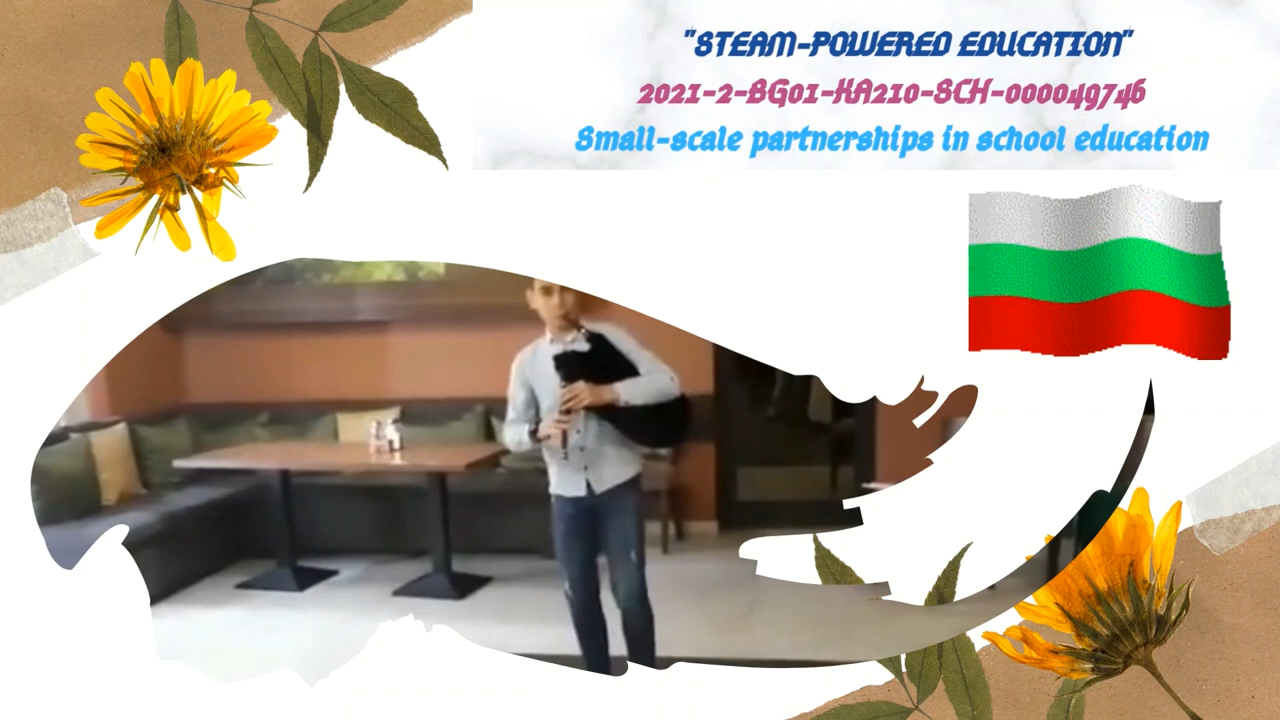 "STEAM-POWERED EDUCATION"
2021-2-BG01-KA210-SCH-000049746
Small-scale partnerships in school education